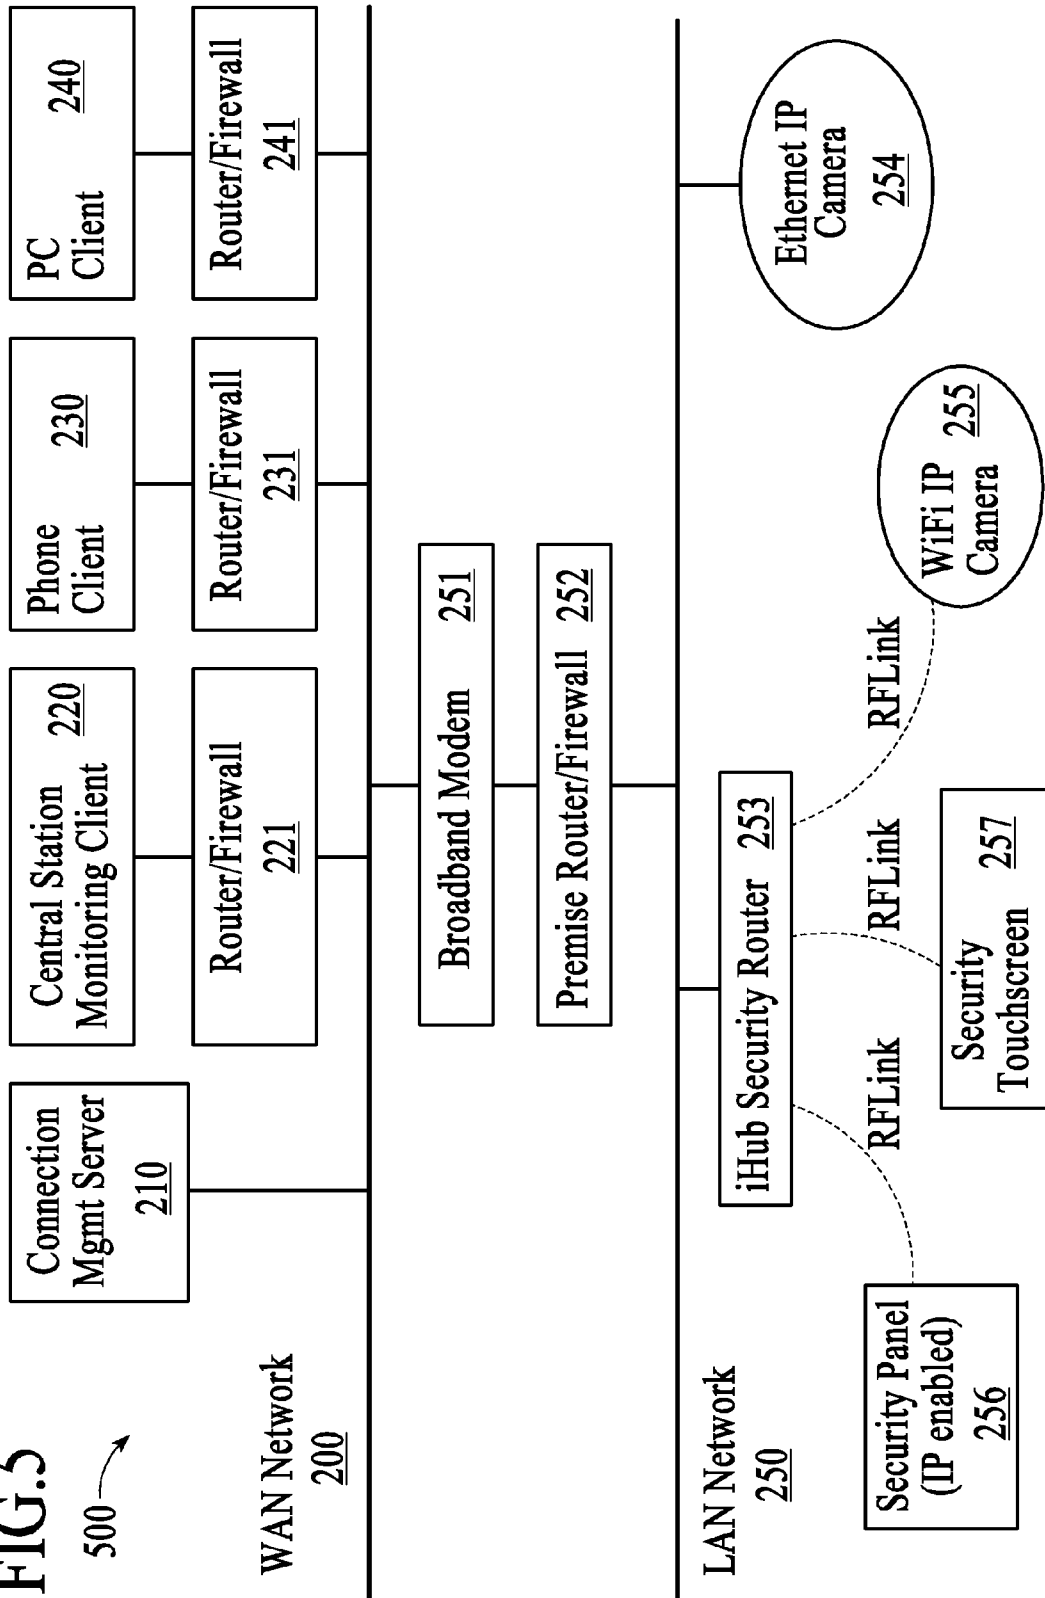 FIG.5
500
Connection
Mgmt Server
210
Central Station
Monitoring Client
220
Phone
Client
230
PC
Client
240
Router/Firewall
221
Router/Firewall
231
Router/Firewall
241
WAN Network
200
Broadband Modem 251
Premise Router/Firewall 252
LAN Network
250
iHub Security Router 253
Ethernet IP
Camera
254
RFLink
RFLink
RFLink
Security Panel
(IP enabled)
256
Security
Touchscreen
257
WiFi IP
Camera
255